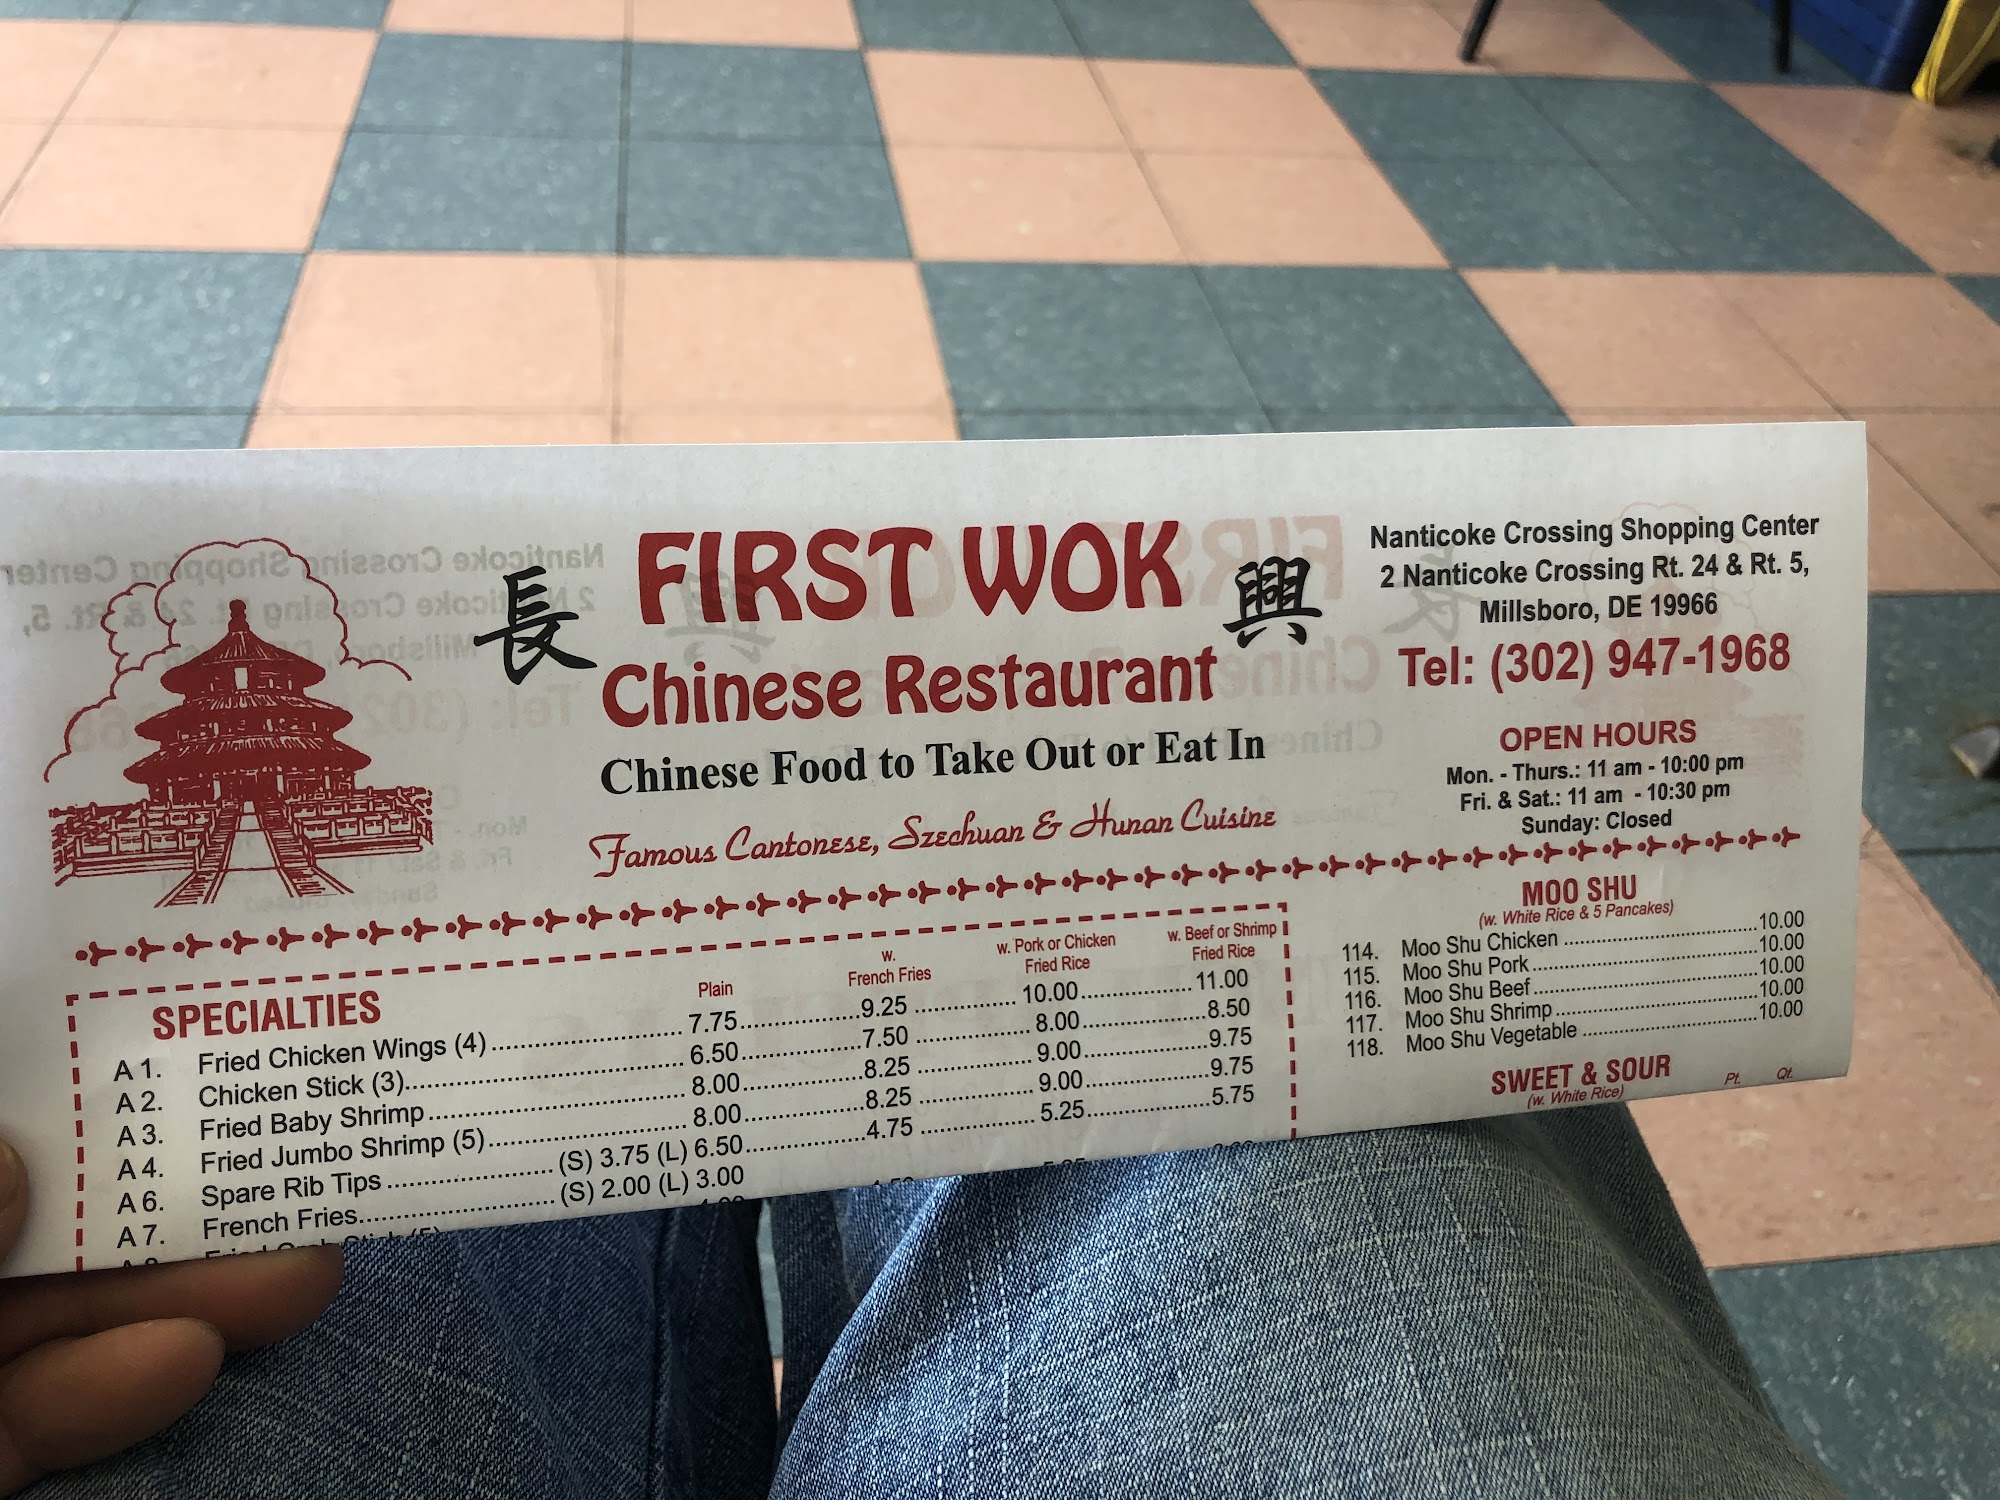 長
FIRST WOK
興
Chinese Restaurant
Chinese Food to Take Out or Eat In
Famous Cantonese, Szechuan & Hunan Cuisine
Nanticoke Crossing Shopping Center
2 Nanticoke Crossing Rt. 24 & Rt. 5,
Millsboro, DE 19966
Tel: (302) 947-1968
OPEN HOURS
Mon. - Thurs.: 11 am - 10:00 pm
Fri. & Sat.: 11 am - 10:30 pm
Sunday: Closed
SPECIALTIES
Plain
w. French Fries
w. Pork or Chicken Fried Rice
w. Beef or Shrimp Fried Rice
A 1. Fried Chicken Wings (4) 7.75 9.25 10.00 11.00
A 2. Chicken Stick (3) 6.50 7.50 8.00 8.50
A 3. Fried Baby Shrimp 8.00 8.25 9.00 9.75
A 4. Fried Jumbo Shrimp (5) 8.00 8.25 9.00 9.75
A 6. Spare Rib Tips (S) 3.75 (L) 6.50 4.75 5.25 5.75
A 7. French Fries (S) 2.00 (L) 3.00
MOO SHU
(w. White Rice & 5 Pancakes)
114. Moo Shu Chicken 10.00
115. Moo Shu Pork 10.00
116. Moo Shu Beef 10.00
117. Moo Shu Shrimp 10.00
118. Moo Shu Vegetable 10.00
SWEET & SOUR
(w. White Rice)
Pt. Qt.